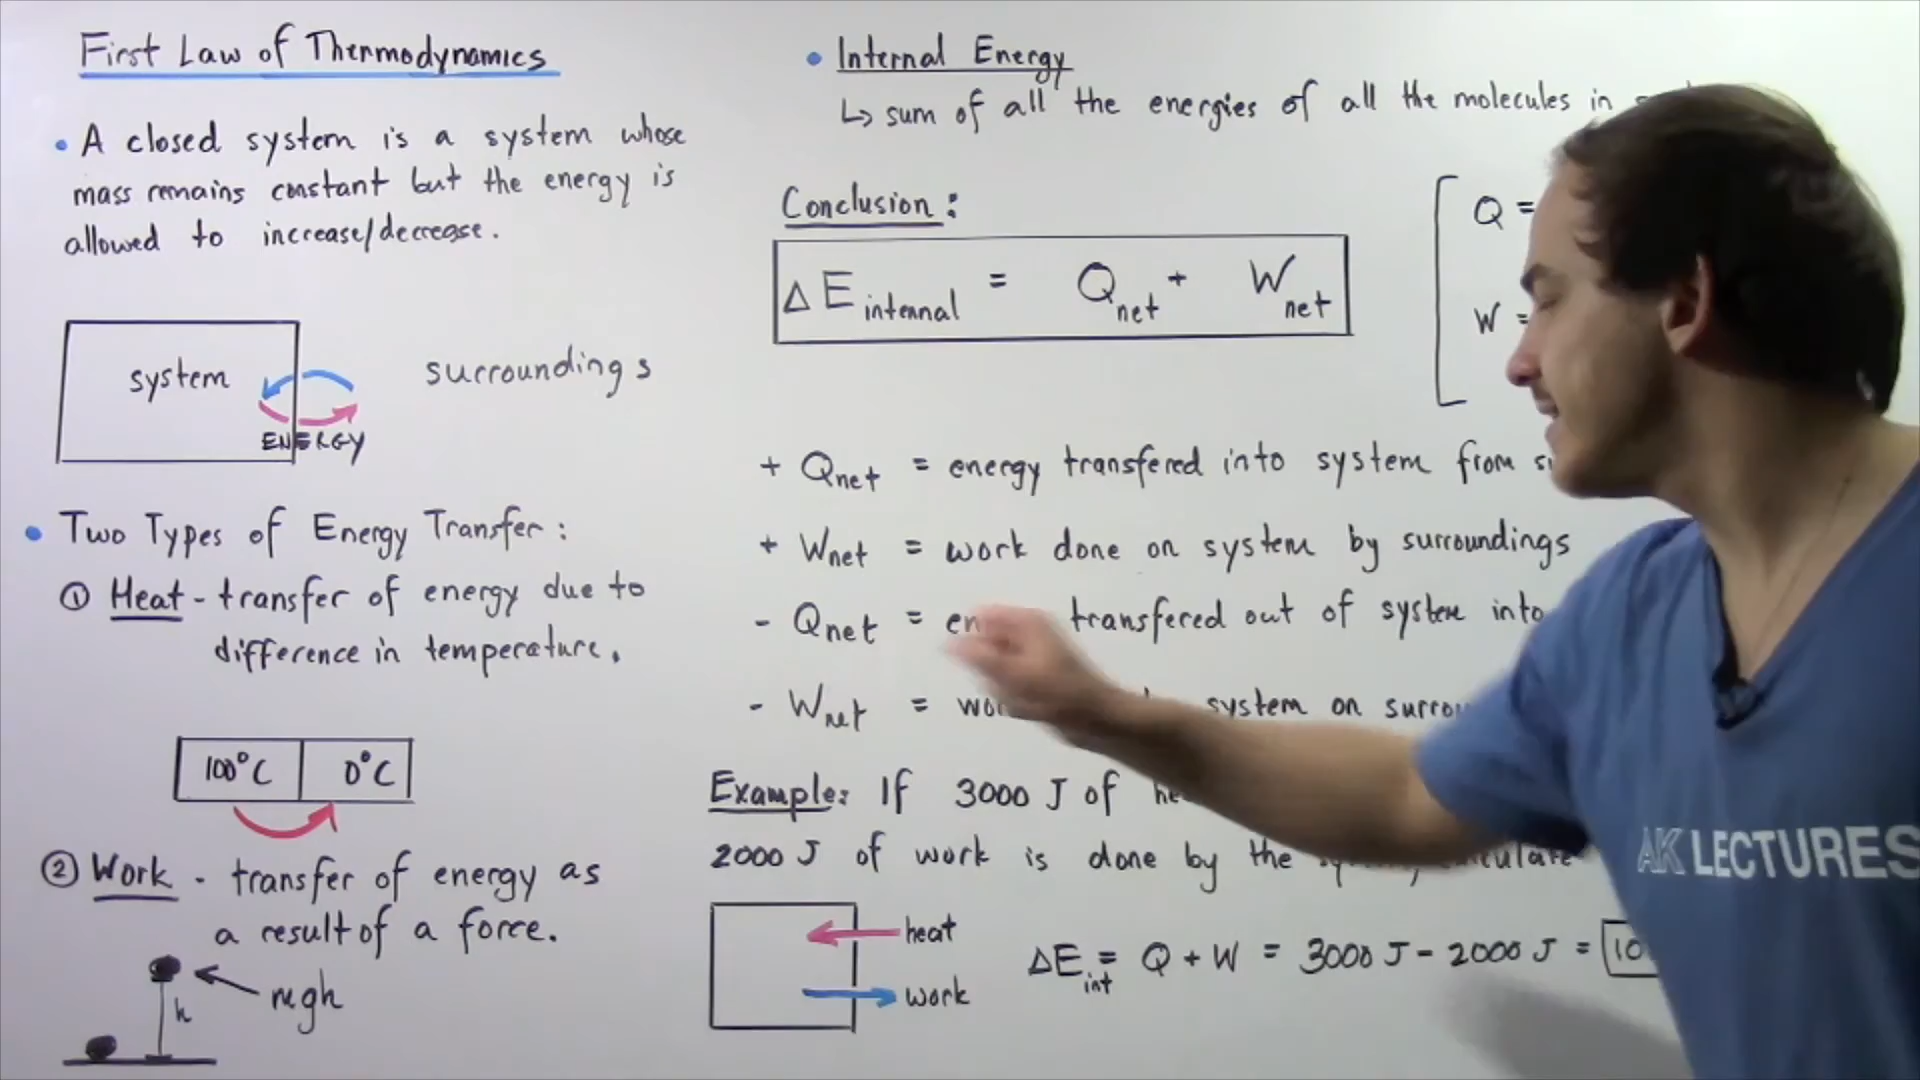 First Law of Thermodynamics
• A closed system is a system whose
mass remains constant but the energy is
allowed to increase/decrease.
system
surroundings
ENERGY
• Two Types of Energy Transfer:
① Heat - transfer of energy due to
difference in temperature.
100°C 0°C
② Work - transfer of energy as
a result of a force.
mgh
h
• Internal Energy
↳ sum of all the energies of all the molecules in
Conclusion:
ΔE internal = Q net + W net
Q =
W =
+ Qnet = energy transfered into system from
+ Wnet = work done on system by surroundings
- Qnet = transfered out of system into
- Wnet = system on
Example: If 3000 J of
2000 J of work is done by the
heat
work
ΔE int = Q + W = 3000 J - 2000 J =
AK LECTURES